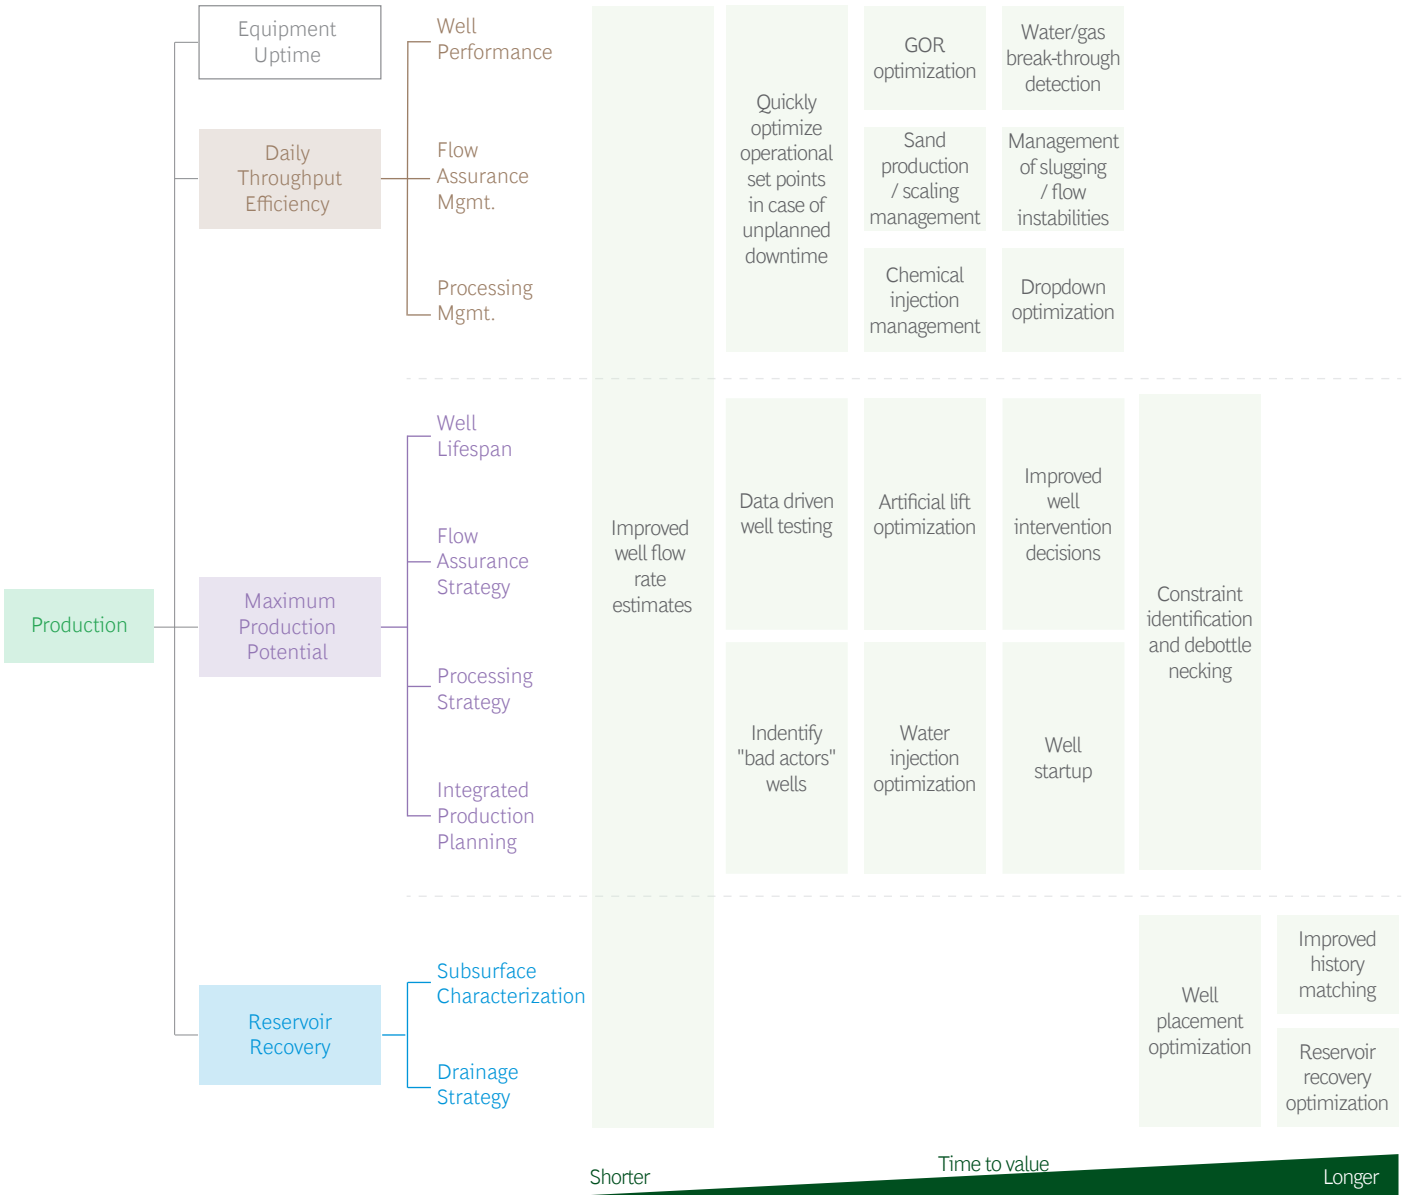 Equipment
Uptime
Well
Performance
Daily
Throughput
Efficiency
Flow
Assurance
Mgmt.
Processing
Mgmt.
Quickly
optimize
operational
set points
in case of
unplanned
downtime
GOR
optimization
Water/gas
break-through
detection
Sand
production
/ scaling
management
Management
of slugging
/ flow
instabilities
Chemical
injection
management
Dropdown
optimization
Production
Maximum
Production
Potential
Well
Lifespan
Flow
Assurance
Strategy
Processing
Strategy
Integrated
Production
Planning
Improved
well flow
rate
estimates
Data driven
well testing
Artificial lift
optimization
Improved
well
intervention
decisions
Constraint
identification
and debottle
necking
Indentify
"bad actors"
wells
Water
injection
optimization
Well
startup
Reservoir
Recovery
Subsurface
Characterization
Drainage
Strategy
Well
placement
optimization
Improved
history
matching
Reservoir
recovery
optimization
Shorter
Time to value
Longer